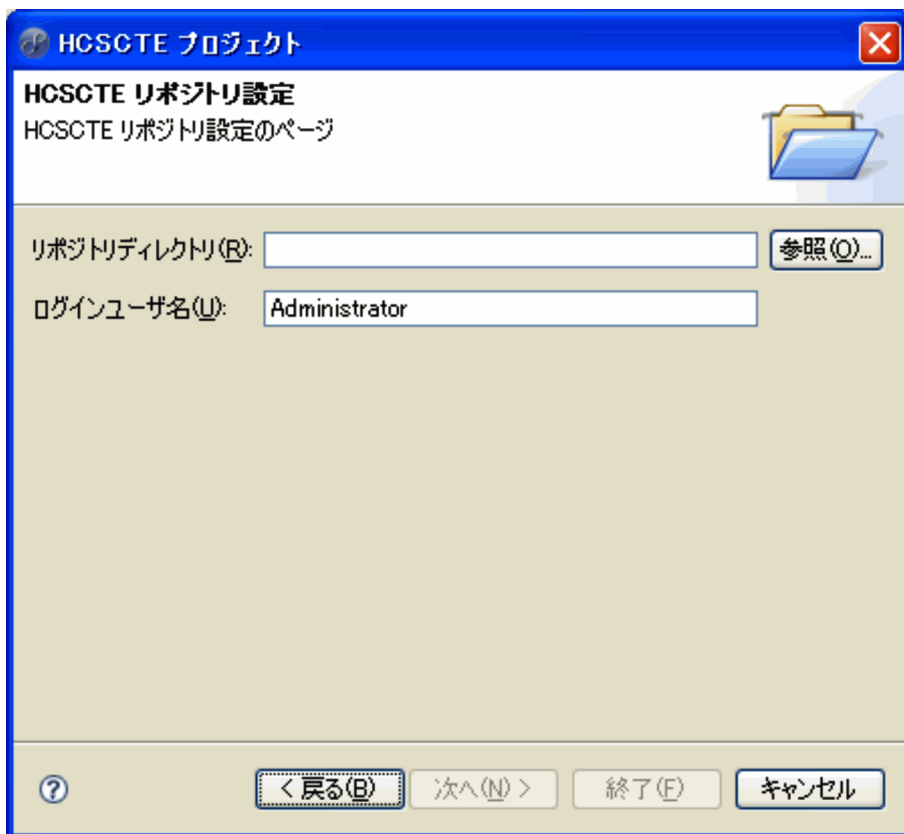 HCSCTE プロジェクト
HCSCTE リポジトリ設定
HCSCTE リポジトリ設定のページ
リポジトリディレクトリ(R):
参照(O)...
ログインユーザ名(U):
Administrator
?
< 戻る(B)
次へ(N) >
終了(F)
キャンセル